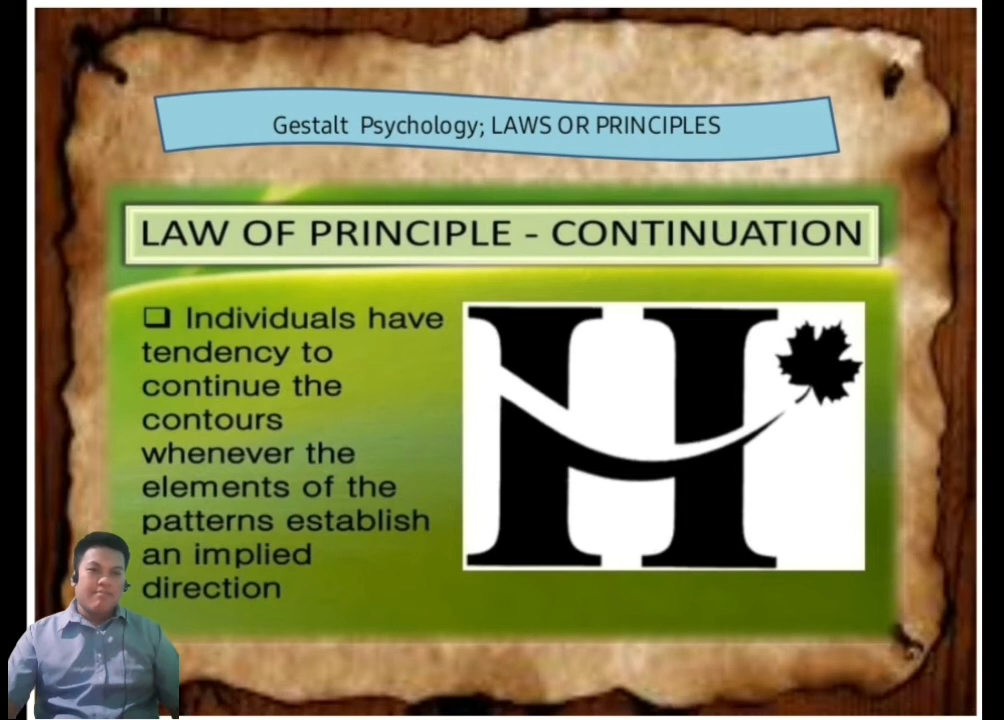 Gestalt Psychology; LAWS OR PRINCIPLES
LAW OF PRINCIPLE - CONTINUATION
❑ Individuals have
tendency to
continue the
contours
whenever the
elements of the
patterns establish
an implied
direction
H